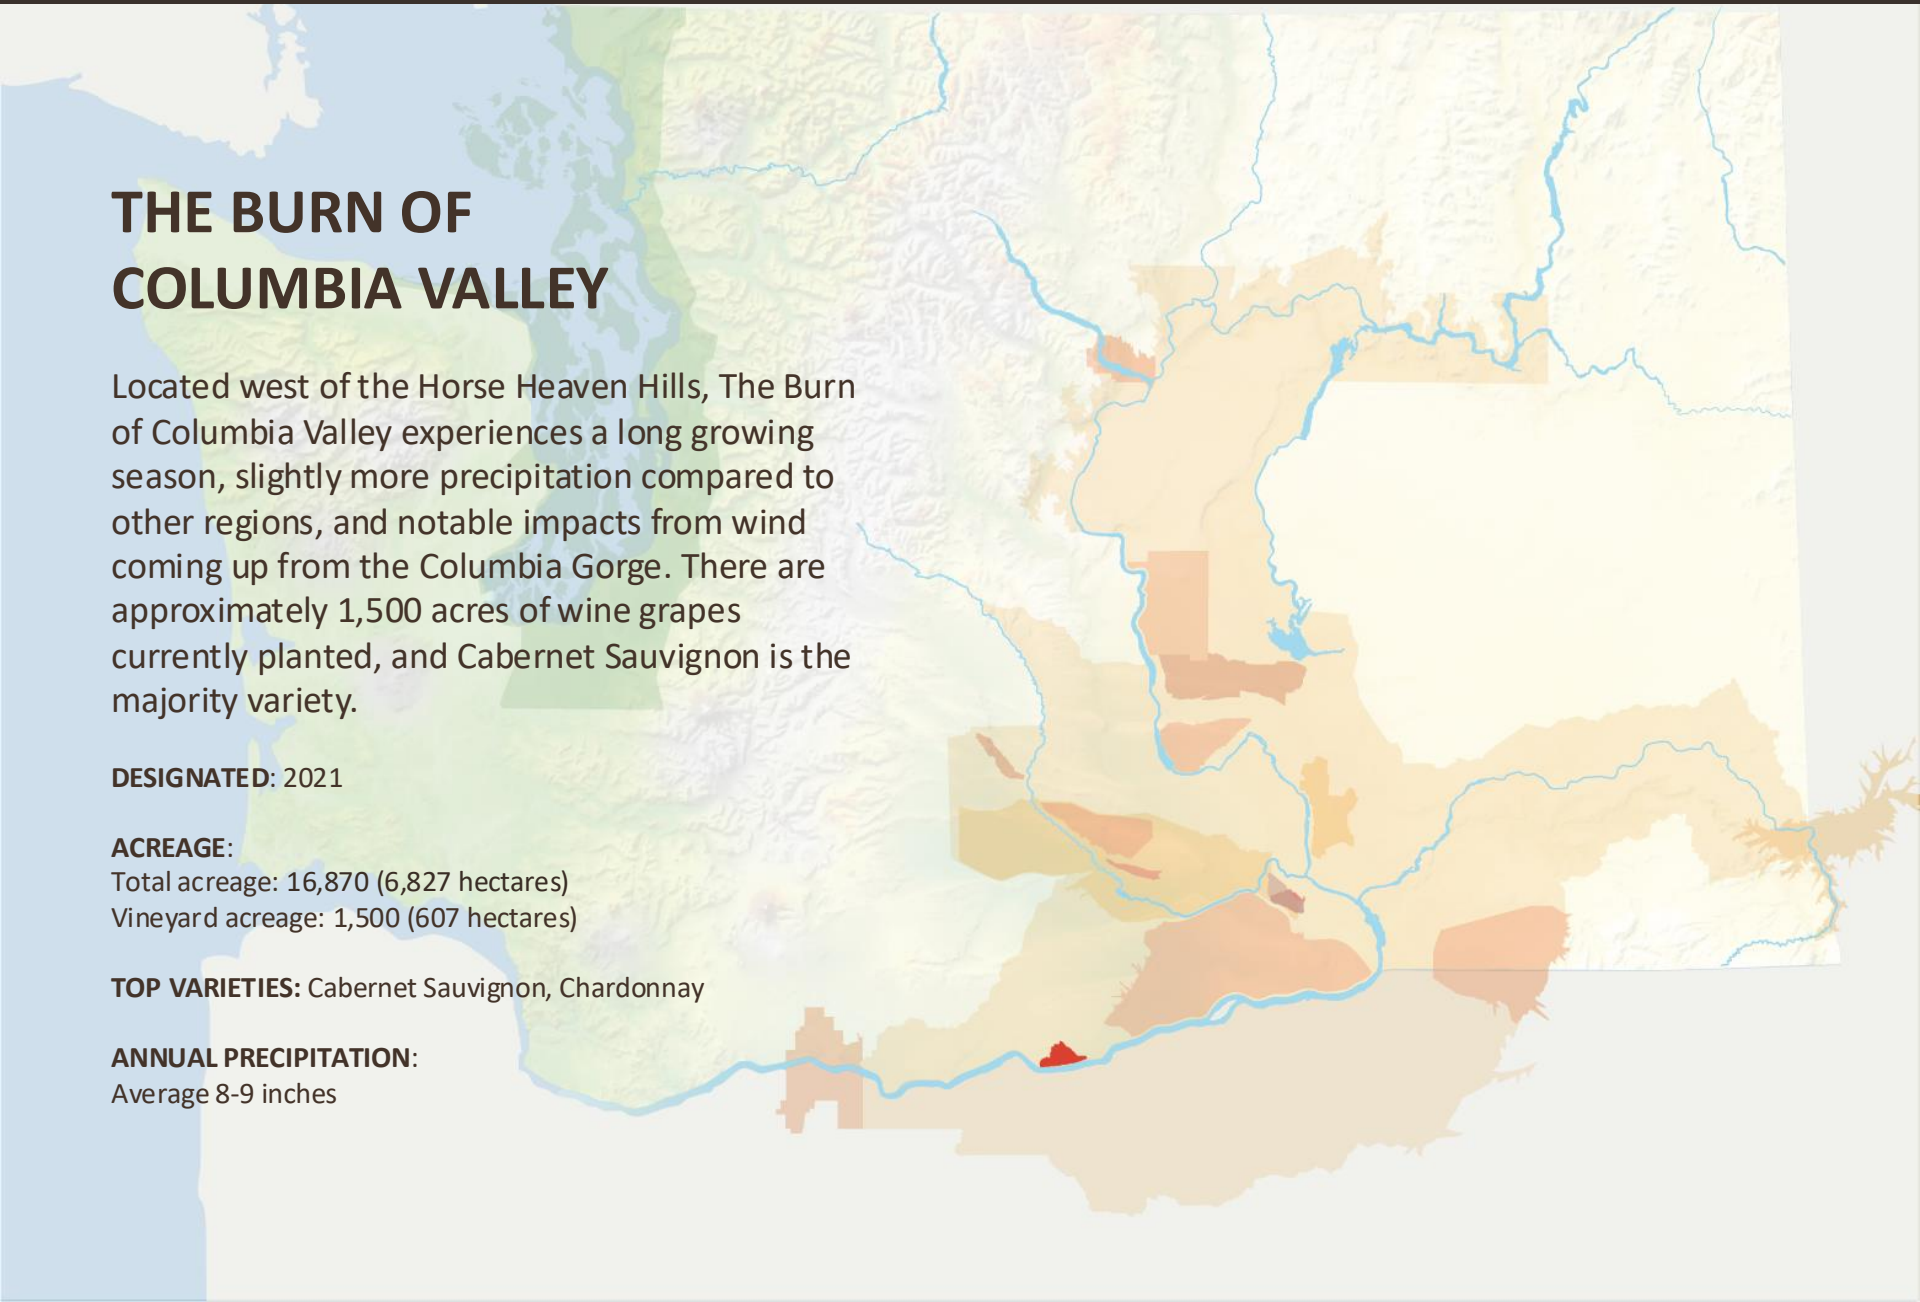 THE BURN OF
COLUMBIA VALLEY
Located west of the Horse Heaven Hills, The Burn
of Columbia Valley experiences a long growing
season, slightly more precipitation compared to
other regions, and notable impacts from wind
coming up from the Columbia Gorge. There are
approximately 1,500 acres of wine grapes
currently planted, and Cabernet Sauvignon is the
majority variety.
DESIGNATED: 2021
ACREAGE:
Total acreage: 16,870 (6,827 hectares)
Vineyard acreage: 1,500 (607 hectares)
TOP VARIETIES: Cabernet Sauvignon, Chardonnay
ANNUAL PRECIPITATION:
Average 8-9 inches